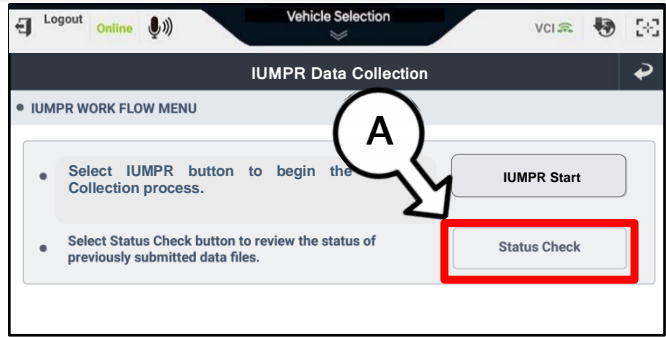 Logout Online Vehicle Selection VCI
IUMPR Data Collection
IUMPR WORK FLOW MENU
A
Select IUMPR button to begin the
Collection process.
IUMPR Start
Select Status Check button to review the status of
previously submitted data files.
Status Check